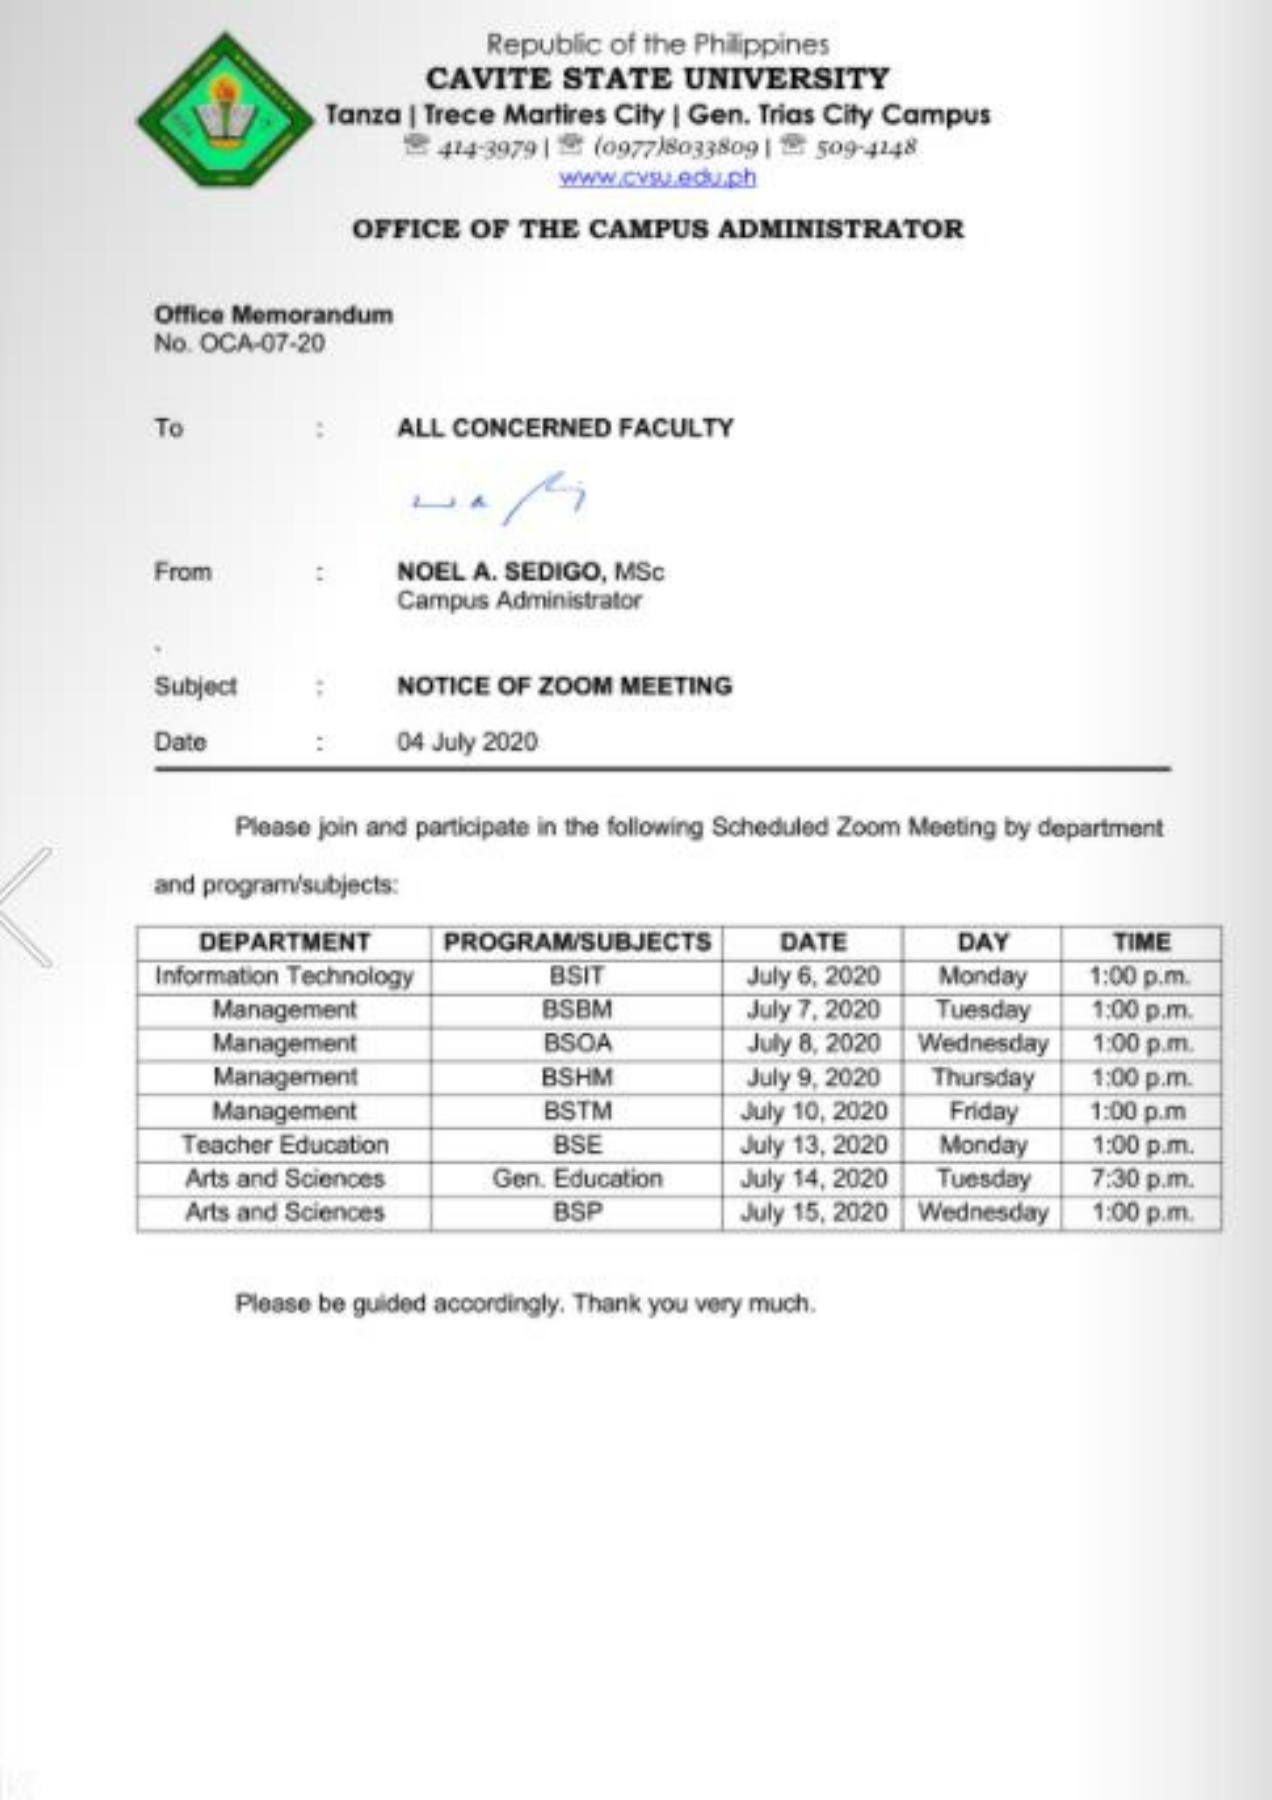 Republic of the Philippines
CAVITE STATE UNIVERSITY
Tanza | Trece Martires City | Gen. Trias City Campus
☏ 414-3979 | ☏ (0977)8033809 | ☏ 509-4148
www.cvsu.edu.ph
OFFICE OF THE CAMPUS ADMINISTRATOR
Office Memorandum
No. OCA-07-20
To : ALL CONCERNED FACULTY
From : NOEL A. SEDIGO, MSc
Campus Administrator
Subject : NOTICE OF ZOOM MEETING
Date : 04 July 2020
Please join and participate in the following Scheduled Zoom Meeting by department
and program/subjects:
DEPARTMENT PROGRAM/SUBJECTS DATE DAY TIME
Information Technology BSIT July 6, 2020 Monday 1:00 p.m.
Management BSBM July 7, 2020 Tuesday 1:00 p.m.
Management BSOA July 8, 2020 Wednesday 1:00 p.m.
Management BSHM July 9, 2020 Thursday 1:00 p.m.
Management BSTM July 10, 2020 Friday 1:00 p.m
Teacher Education BSE July 13, 2020 Monday 1:00 p.m.
Arts and Sciences Gen. Education July 14, 2020 Tuesday 7:30 p.m.
Arts and Sciences BSP July 15, 2020 Wednesday 1:00 p.m.
Please be guided accordingly. Thank you very much.